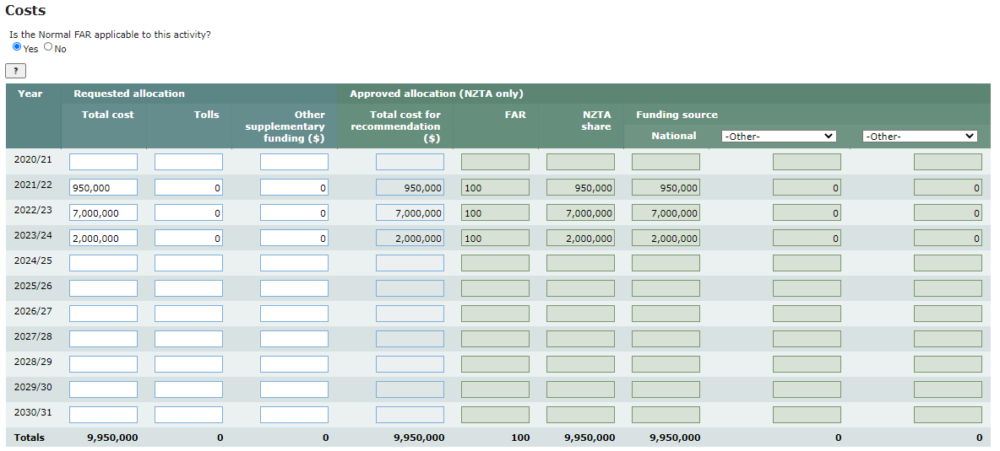 Costs
Is the Normal FAR applicable to this activity?
Yes No
?
Year Requested allocation Approved allocation (NZTA only)
Total cost Tolls Other supplementary funding ($) Total cost for recommendation ($) FAR NZTA share Funding source
National -Other- -Other-
2020/21
2021/22 950,000 0 0 950,000 100 950,000 950,000 0 0
2022/23 7,000,000 0 0 7,000,000 100 7,000,000 7,000,000 0 0
2023/24 2,000,000 0 0 2,000,000 100 2,000,000 2,000,000 0 0
2024/25
2025/26
2026/27
2027/28
2028/29
2029/30
2030/31
Totals 9,950,000 0 0 9,950,000 100 9,950,000 9,950,000 0 0